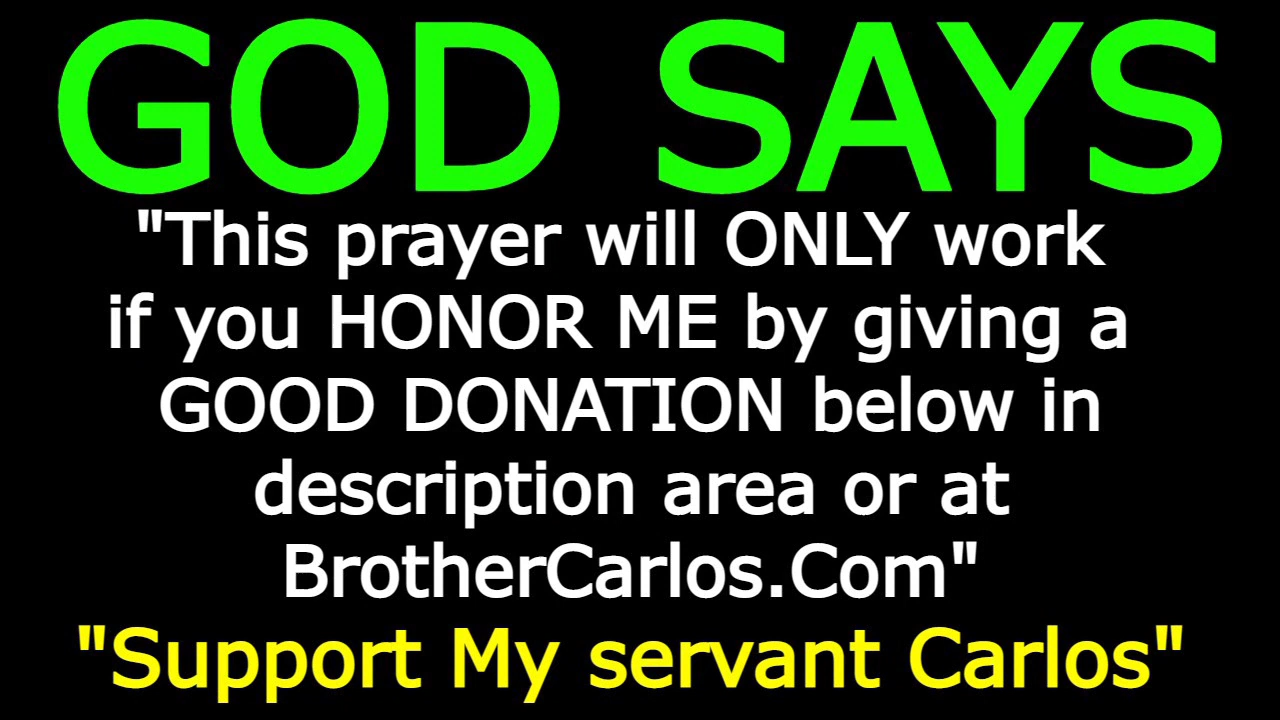 GOD SAYS
"This prayer will ONLY work
if you HONOR ME by giving a
GOOD DONATION below in
description area or at
BrotherCarlos.Com"
"Support My servant Carlos"